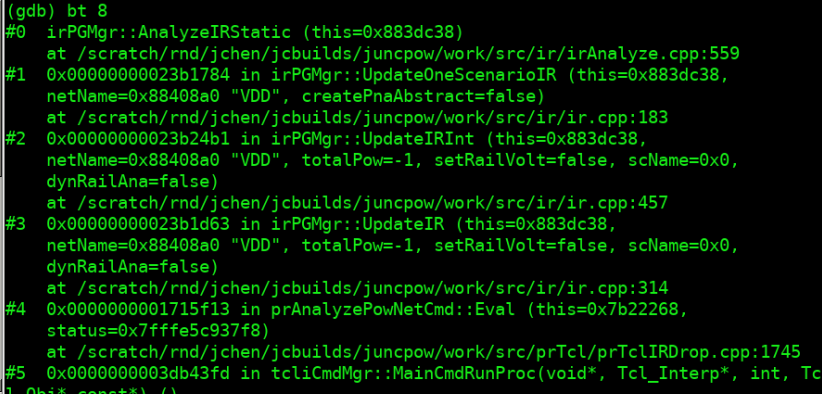 (gdb) bt 8
#0  irPGMgr::AnalyzeIRStatic (this=0x883dc38)
    at /scratch/rnd/jchen/jcbuilds/juncpow/work/src/ir/irAnalyze.cpp:559
#1  0x00000000023b1784 in irPGMgr::UpdateOneScenarioIR (this=0x883dc38,
    netName=0x88408a0 "VDD", createPnaAbstract=false)
    at /scratch/rnd/jchen/jcbuilds/juncpow/work/src/ir/ir.cpp:183
#2  0x00000000023b24b1 in irPGMgr::UpdateIRInt (this=0x883dc38,
    netName=0x88408a0 "VDD", totalPow=-1, setRailVolt=false, scName=0x0,
    dynRailAna=false)
    at /scratch/rnd/jchen/jcbuilds/juncpow/work/src/ir/ir.cpp:457
#3  0x00000000023b1d63 in irPGMgr::UpdateIR (this=0x883dc38,
    netName=0x88408a0 "VDD", totalPow=-1, setRailVolt=false, scName=0x0,
    dynRailAna=false)
    at /scratch/rnd/jchen/jcbuilds/juncpow/work/src/ir/ir.cpp:314
#4  0x0000000001715f13 in prAnalyzePowNetCmd::Eval (this=0x7b22268,
    status=0x7fffe5c937f8)
    at /scratch/rnd/jchen/jcbuilds/juncpow/work/src/prTcl/prTclIRDrop.cpp:1745
#5  0x0000000003db43fd in tcliCmdMgr::MainCmdRunProc(void*, Tcl_Interp*, int, Tc
l_Obj* const*) ()